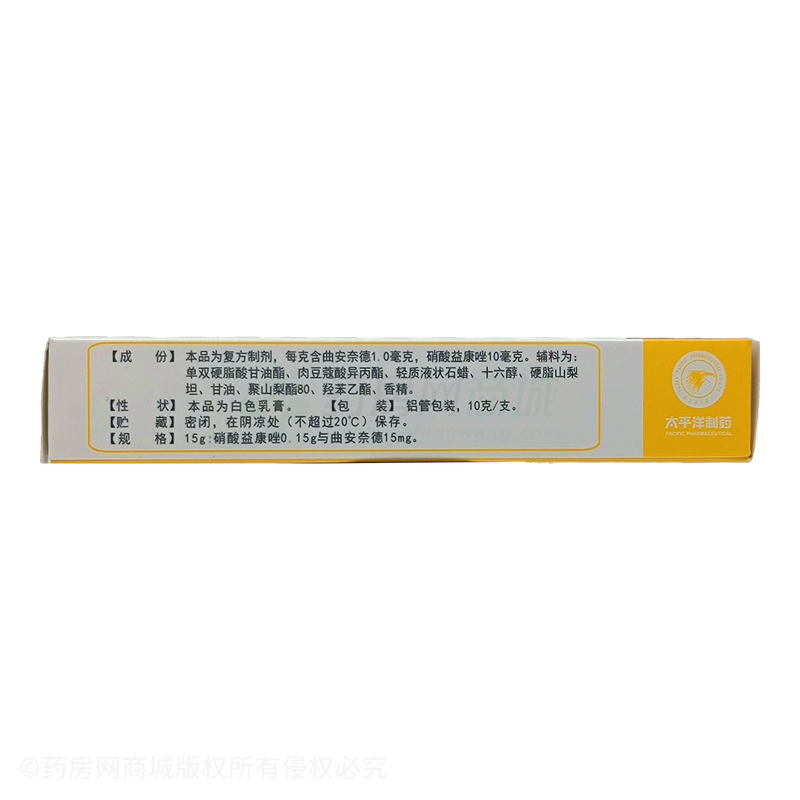 【成 份】本品为复方制剂，每克含曲安奈德1.0毫克，硝酸益康唑10毫克。辅料为：
单双硬脂酸甘油酯、肉豆蔻酸异丙酯、轻质液状石蜡、十六醇、硬脂山梨
坦、甘油、聚山梨酯80、羟苯乙酯、香精。
【性 状】本品为白色乳膏。 【包 装】铝管包装，10克/支。
【贮 藏】密闭，在阴凉处（不超过20℃）保存。
【规 格】15g:硝酸益康唑0.15g与曲安奈德15mg。
太平洋制药
PACIFIC PHARMACEUTICAL
©药房网商城版权所有侵权必究